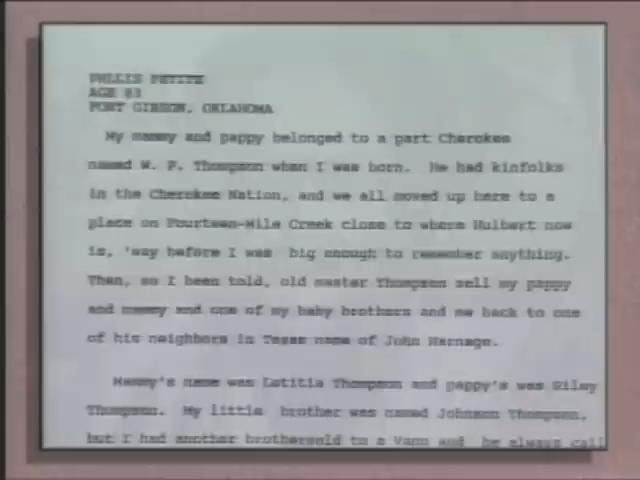 PHLLIS PETITE
AGE 83
FORT GIBSON, OKLAHOMA
My mammy and pappy belonged to a part Cherokee
named W. P. Thompson when I was born. He had kinfolks
in the Cherokee Nation, and we all moved up here to a
place on Fourteen-Mile Creek close to where Hulbert now
is, 'way before I was big enough to remember anything.
Then, so I been told, old master Thompson sell my pappy
and mammy and one of my baby brothers and me back to one
of his neighbors in Texas name of John Harnage.
Mammy's name was Letitia Thompson and pappy's was Riley
Thompson. My little brother was named Johnson Thompson,
but I had another brothersold to a Vann and he always call